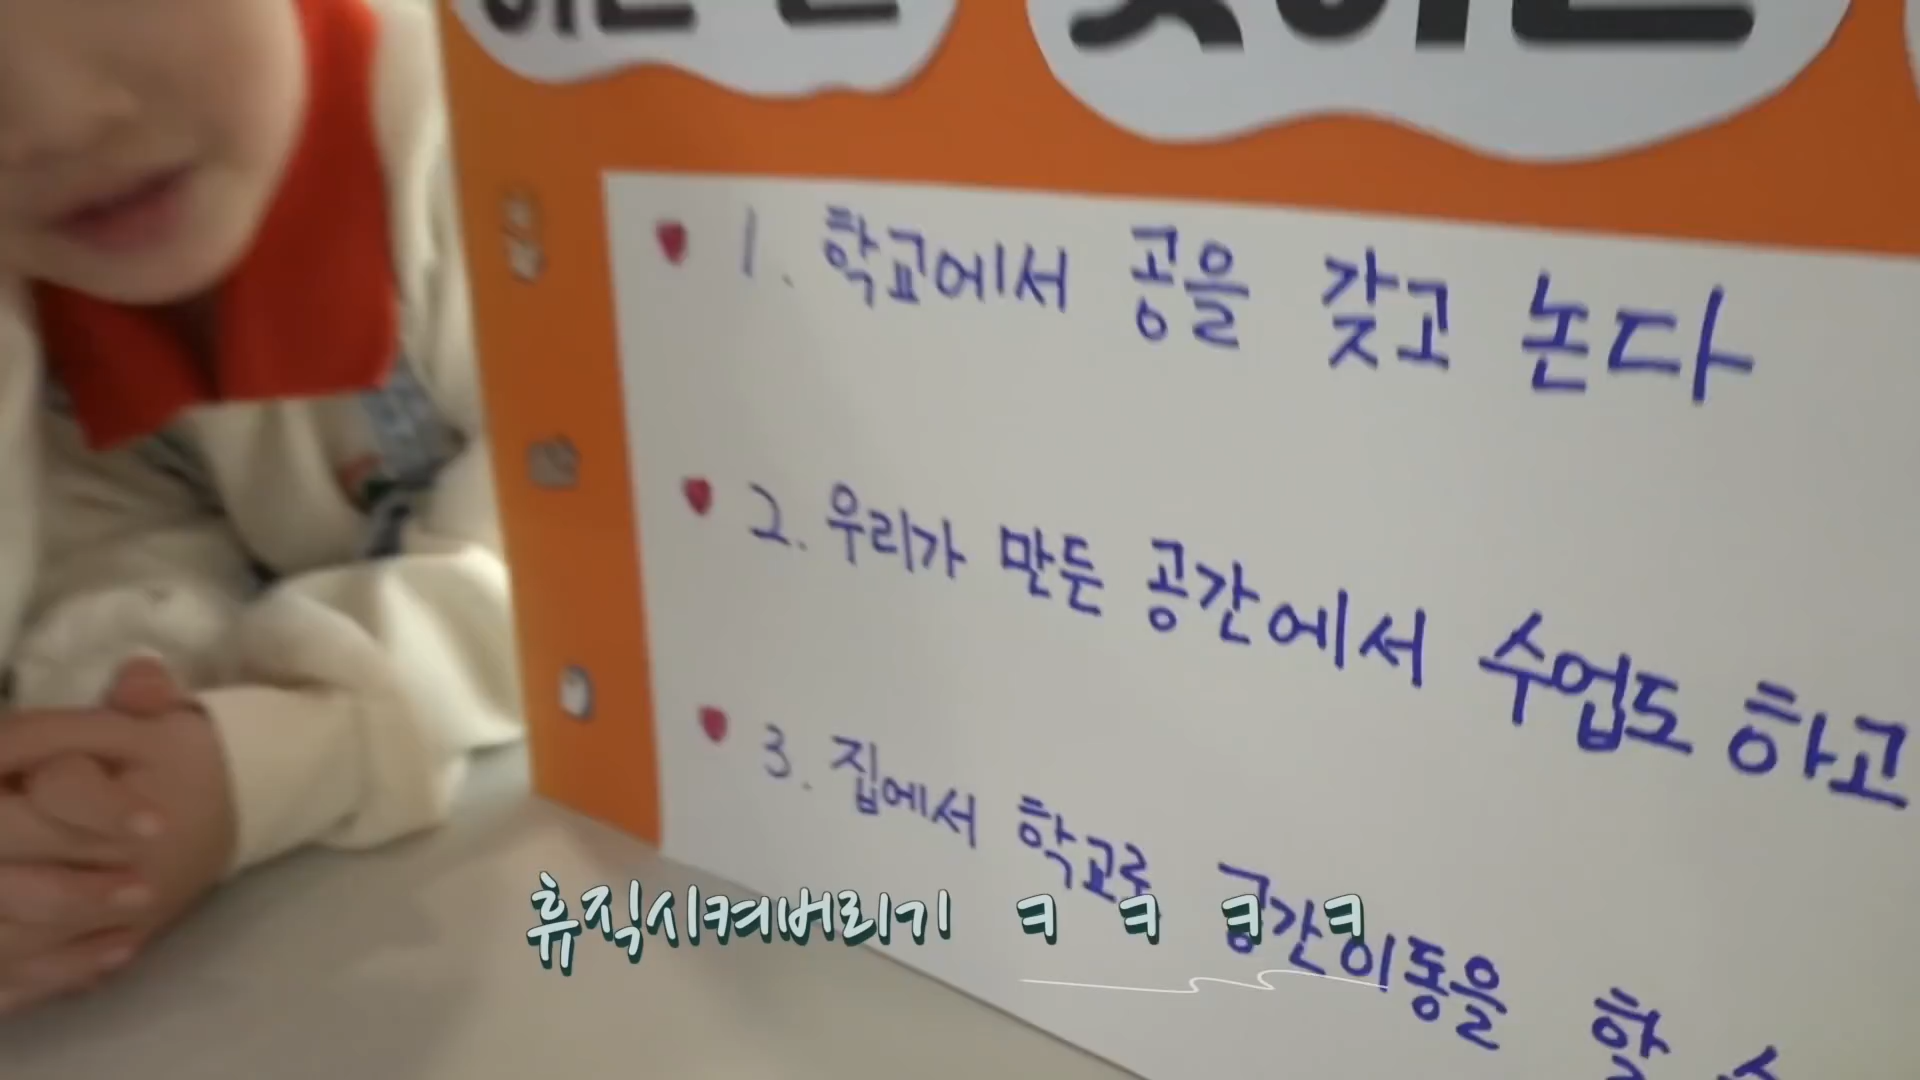 1. 학교에서 공을 갖고 논다
2. 우리가 만든 공간에서 수업도 하고
3. 집에서 학교로 공간이동을 할 수
휴직시켜버리기 ㅋ ㅋ ㅋ ㅋ